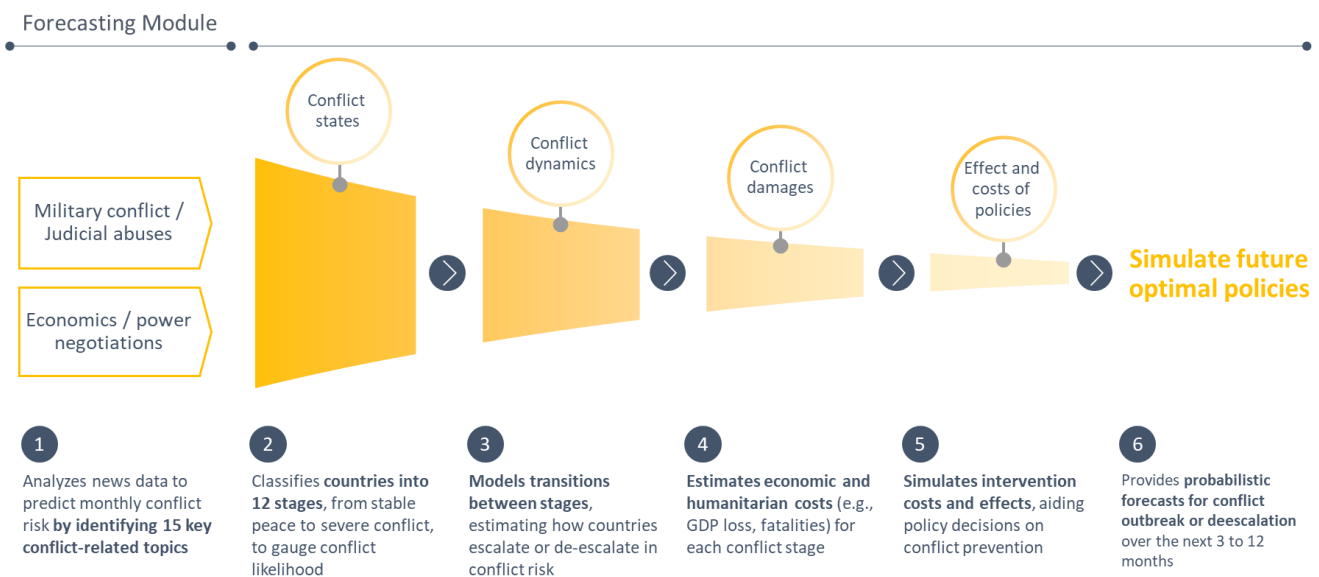 Forecasting Module
Conflict
states
Conflict
dynamics
Conflict
damages
Effect and
costs of
policies
Military conflict /
Judicial abuses
Economics / power
negotiations
Simulate future
optimal policies
1
Analyzes news data to
predict monthly conflict
risk by identifying 15 key
conflict-related topics
2
Classifies countries into
12 stages, from stable
peace to severe conflict,
to gauge conflict
likelihood
3
Models transitions
between stages,
estimating how countries
escalate or de-escalate in
conflict risk
4
Estimates economic and
humanitarian costs (e.g.,
GDP loss, fatalities) for
each conflict stage
5
Simulates intervention
costs and effects, aiding
policy decisions on
conflict prevention
6
Provides probabilistic
forecasts for conflict
outbreak or deescalation
over the next 3 to 12
months